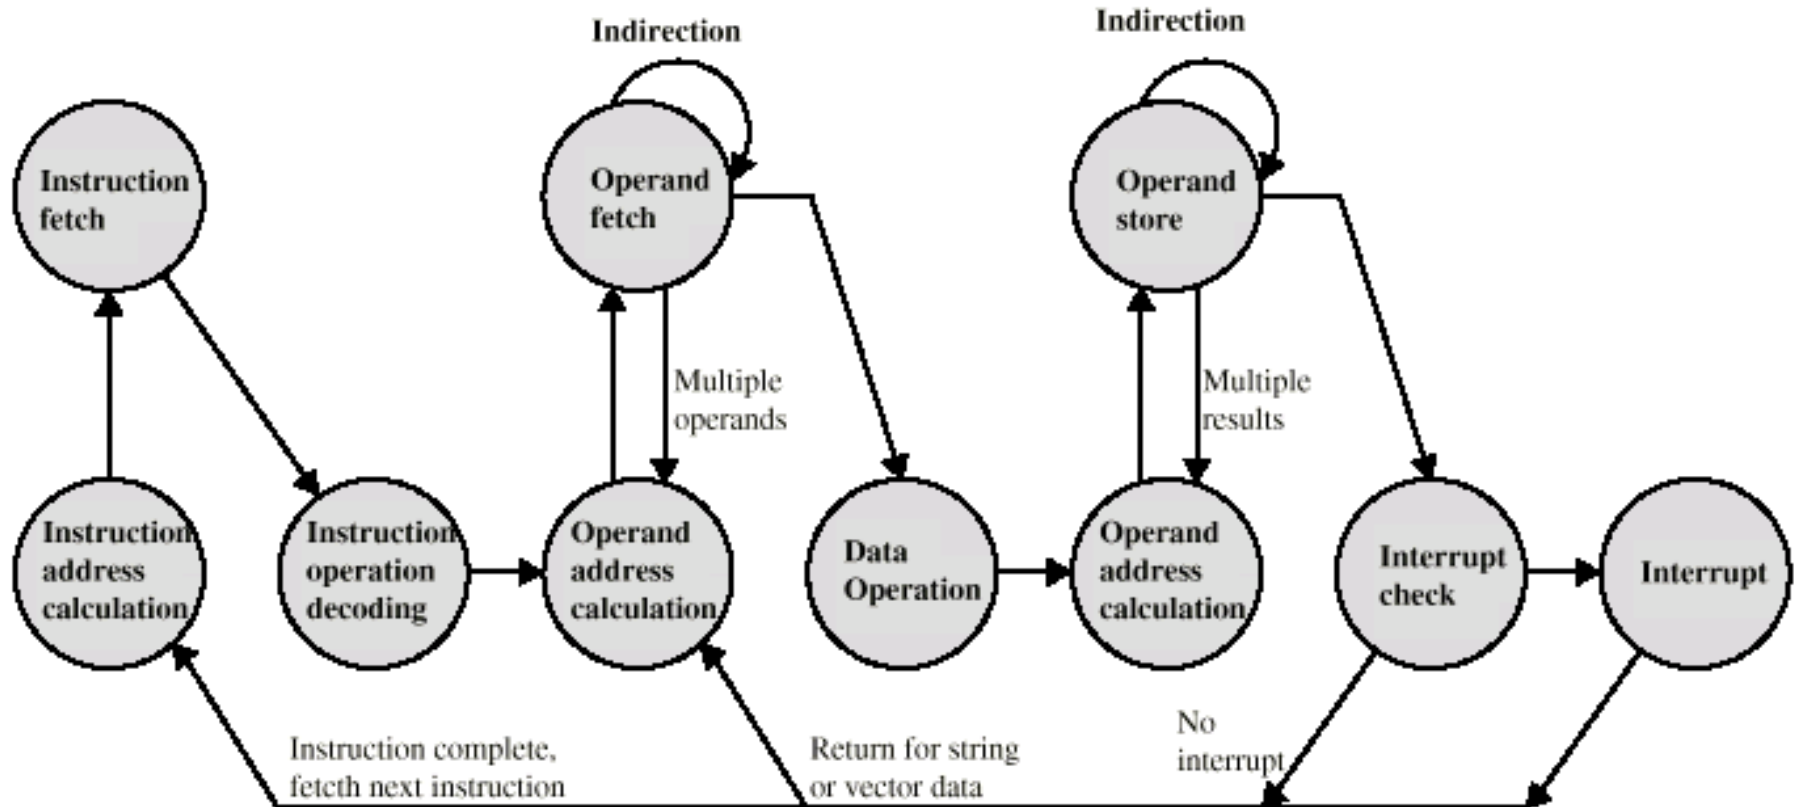 Indirection
Indirection
Instruction
fetch
Operand
fetch
Operand
store
Multiple
operands
Multiple
results
Instruction
address
calculation
Instruction
operation
decoding
Operand
address
calculation
Data
Operation
Operand
address
calculation
Interrupt
check
Interrupt
Instruction complete,
fetcth next instruction
Return for string
or vector data
No
interrupt